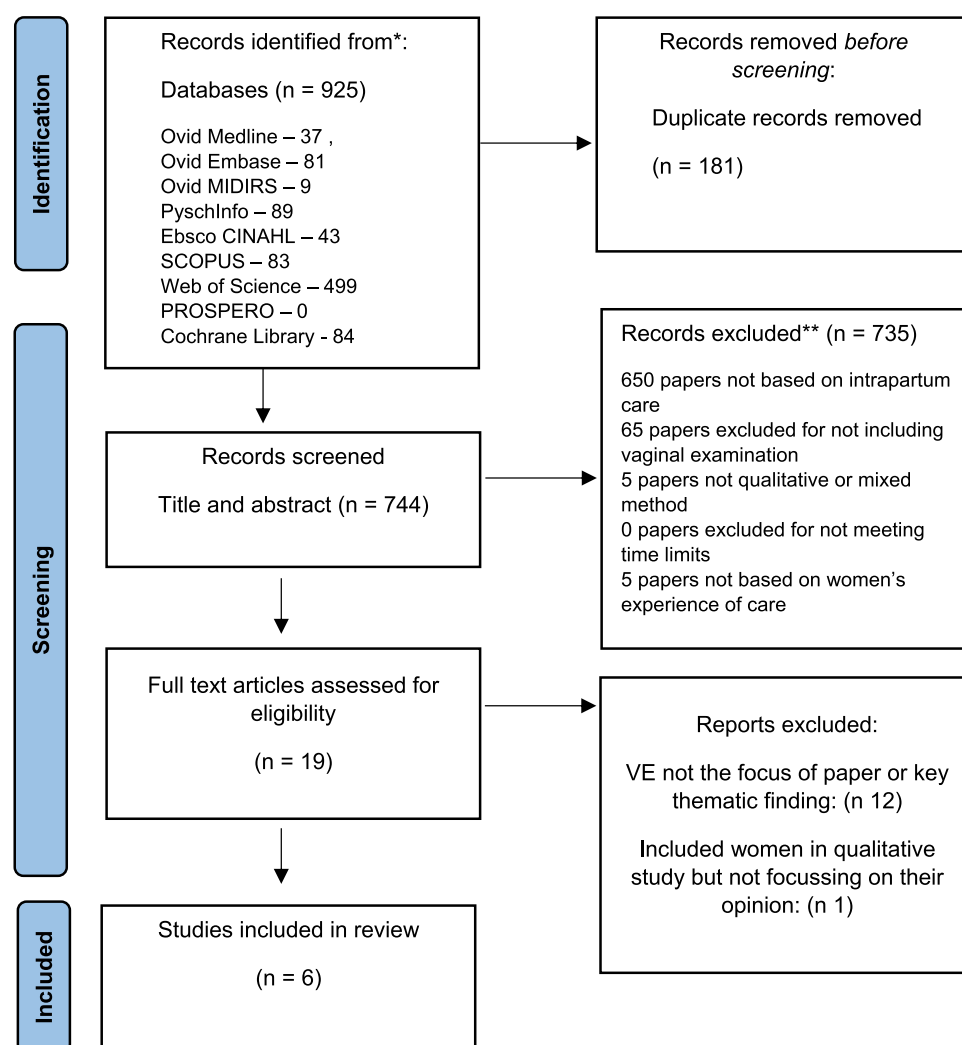 Identification
Records identified from*:
Databases (n = 925)
Ovid Medline – 37 ,
Ovid Embase – 81
Ovid MIDIRS – 9
PyschInfo – 89
Ebsco CINAHL – 43
SCOPUS – 83
Web of Science – 499
PROSPERO – 0
Cochrane Library - 84
Records removed before
screening:
Duplicate records removed
(n = 181)
Screening
Records screened
Title and abstract (n = 744)
Records excluded** (n = 735)
650 papers not based on intrapartum
care
65 papers excluded for not including
vaginal examination
5 papers not qualitative or mixed
method
0 papers excluded for not meeting
time limits
5 papers not based on women's
experience of care
Full text articles assessed for
eligibility
(n = 19)
Reports excluded:
VE not the focus of paper or key
thematic finding: (n 12)
Included women in qualitative
study but not focussing on their
opinion: (n 1)
Included
Studies included in review
(n = 6)